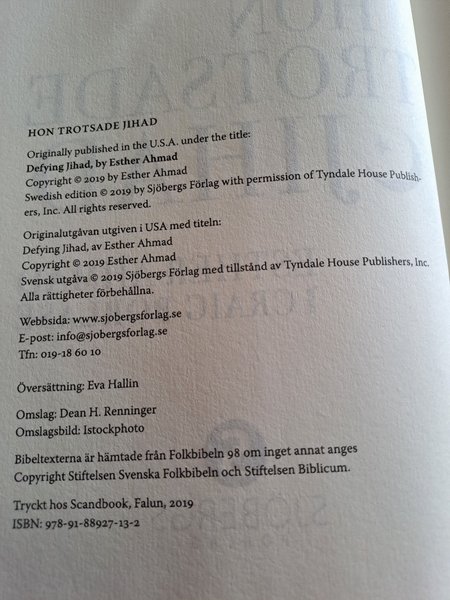 HON TROTSADE JIHAD
Originally published in the U.S.A. under the title:
Defying Jihad, by Esther Ahmad
Copyright © 2019 by Esther Ahmad
Swedish edition © 2019 by Sjöbergs Förlag with permission of Tyndale House Publish-
ers, Inc. All rights reserved.
Originalutgåvan utgiven i USA med titeln:
Defying Jihad, av Esther Ahmad
Copyright © 2019 by Esther Ahmad
Svensk utgåva © 2019 Sjöbergs Förlag med tillstånd av Tyndale House Publishers, Inc.
Alla rättigheter förbehållna.
Webbsida: www.sjobergsforlag.se
E-post: info@sjobergsforlag.se
Tfn: 019-18 60 10
Översättning: Eva Hallin
Omslag: Dean H. Renninger
Omslagsbild: Istockphoto
Bibeltexterna är hämtade från Folkbibeln 98 om inget annat anges
Copyright Stiftelsen Svenska Folkbibeln och Stiftelsen Biblicum.
Tryckt hos Scandbook, Falun, 2019
ISBN: 978-91-88927-13-2